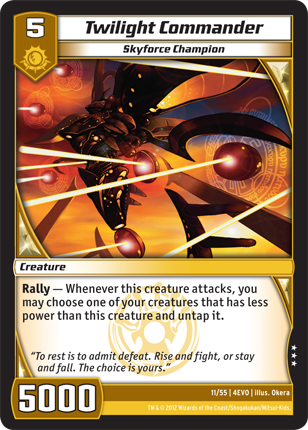 5
Twilight Commander
Skyforce Champion
Creature
Rally — Whenever this creature attacks, you
may choose one of your creatures that has less
power than this creature and untap it.
“To rest is to admit defeat. Rise and fight, or stay
and fall. The choice is yours.”
5000
11/55 | 4EVO | illus. Okera
TM & © 2012 Wizards of the Coast/Shogakukan/Mitsui-Kids